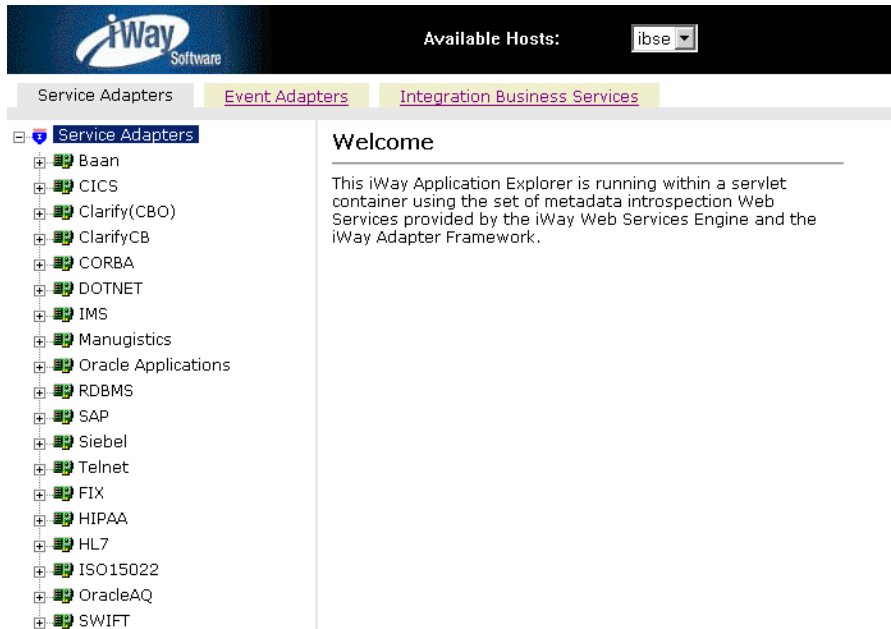 iWay
Software
Available Hosts:
ibse
Service Adapters
Event Adapters
Integration Business Services
Service Adapters
Baan
CICS
Clarify(CBO)
ClarifyCB
CORBA
DOTNET
IMS
Manugistics
Oracle Applications
RDBMS
SAP
Siebel
Telnet
FIX
HIPAA
HL7
ISO15022
OracleAQ
SWIFT
Welcome
This iWay Application Explorer is running within a servlet
container using the set of metadata introspection Web
Services provided by the iWay Web Services Engine and the
iWay Adapter Framework.